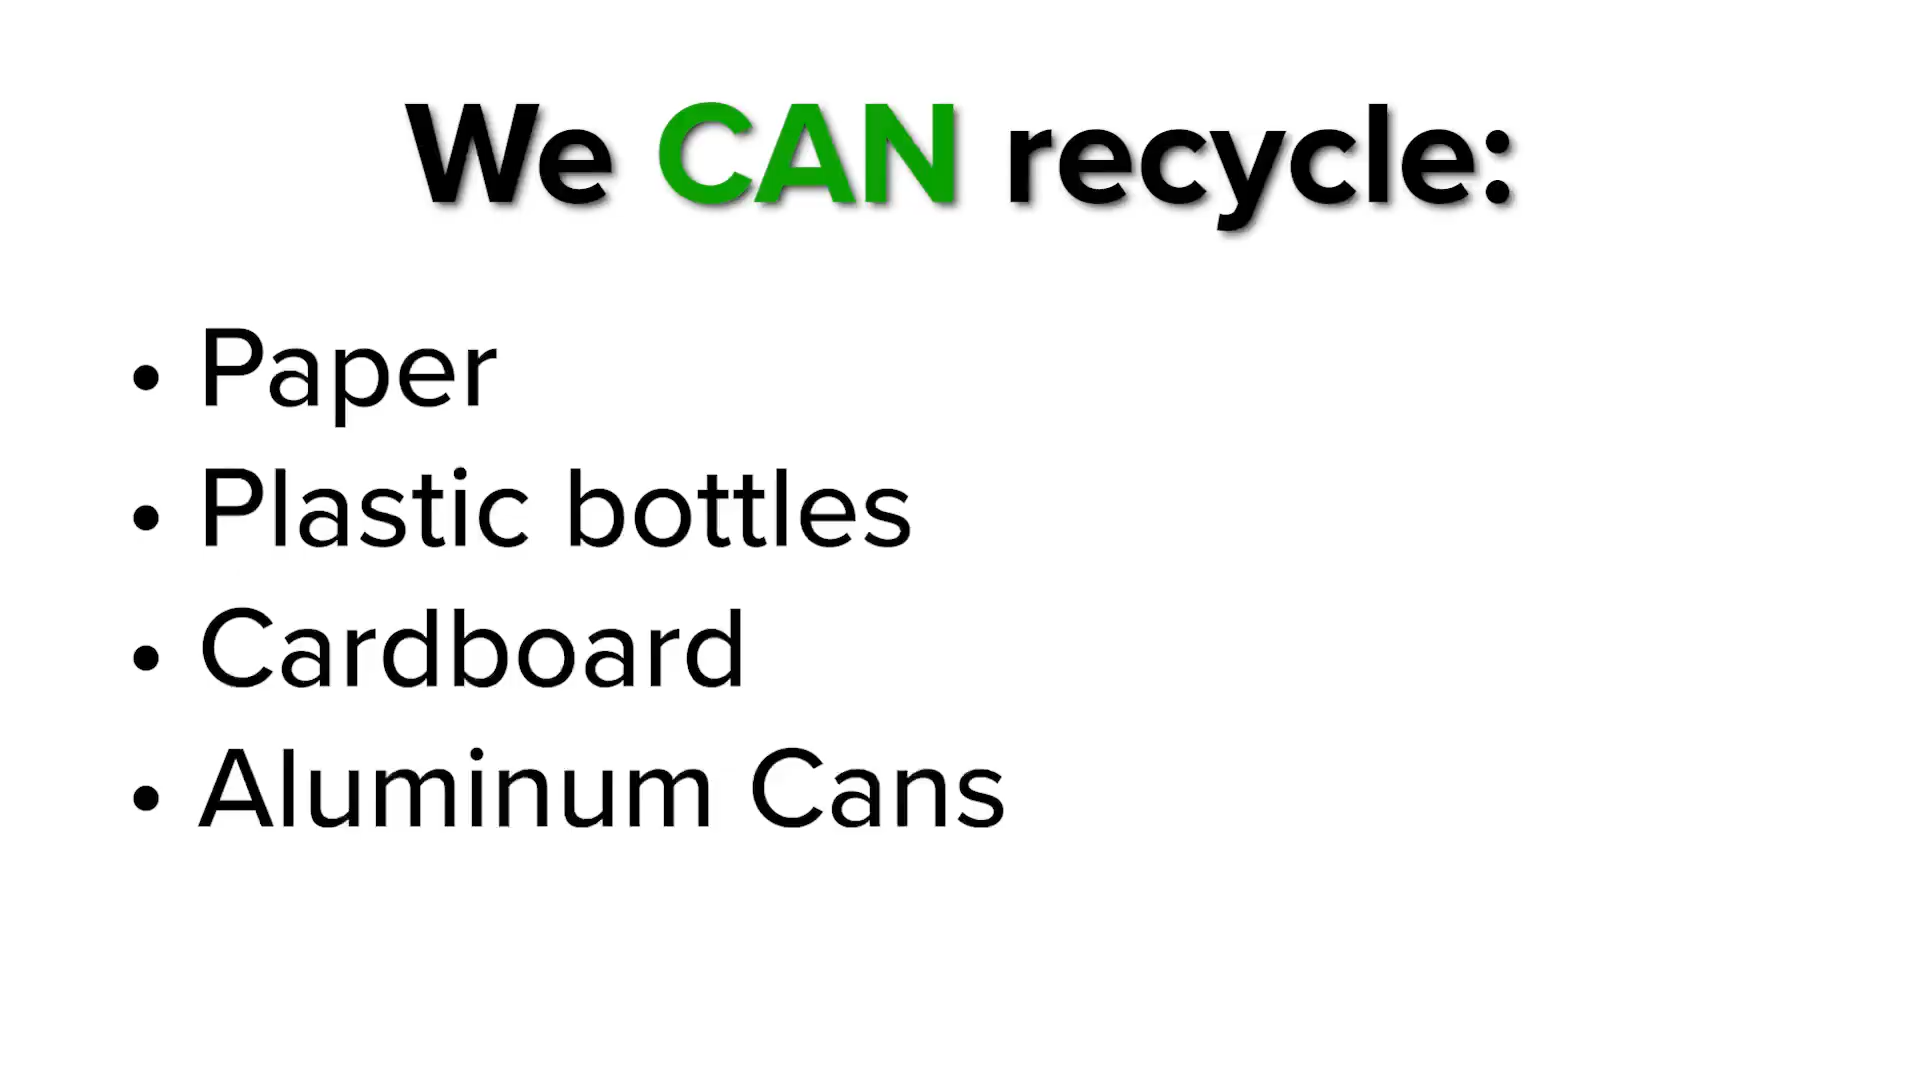 We CAN recycle:
• Paper
• Plastic bottles
• Cardboard
• Aluminum Cans